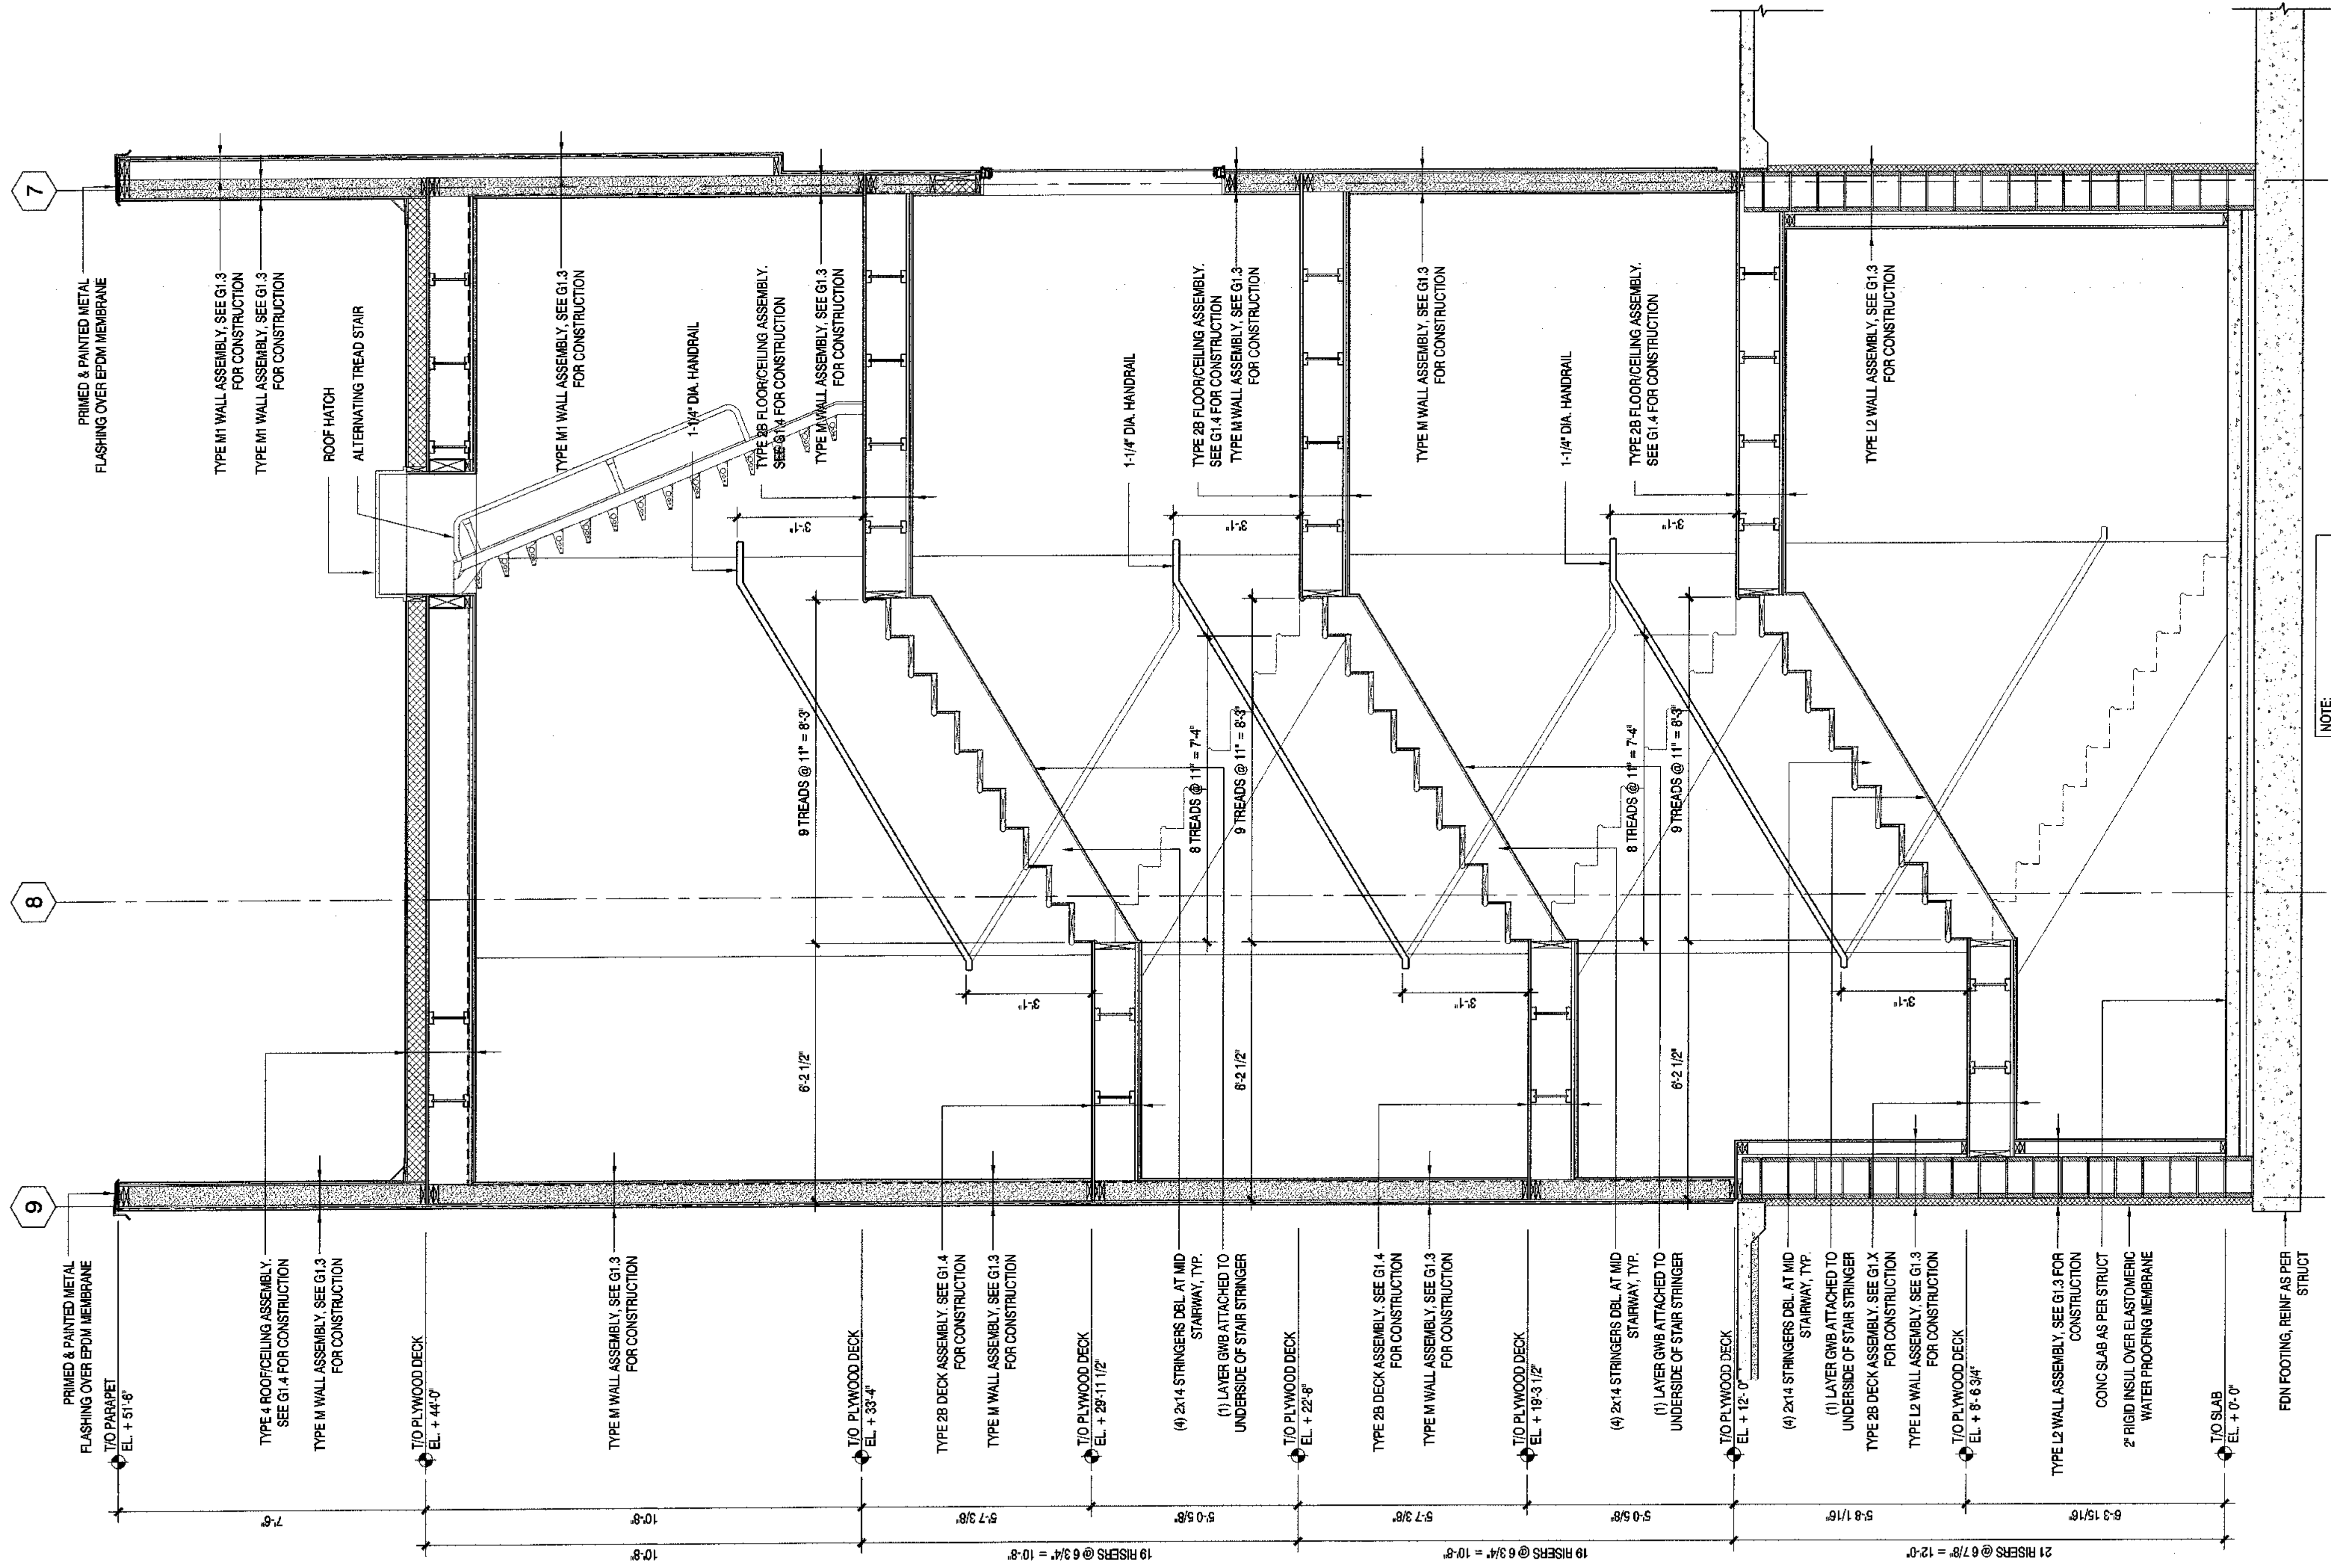 9
8
7
PRIMED & PAINTED METAL
FLASHING OVER EPDM MEMBRANE
T/O PARAPET
EL. + 51'-6"
TYPE 4 ROOF/CEILING ASSEMBLY.
SEE G1.4 FOR CONSTRUCTION
TYPE M WALL ASSEMBLY, SEE G1.3
FOR CONSTRUCTION
T/O PLYWOOD DECK
EL. + 44'-0"
TYPE M WALL ASSEMBLY, SEE G1.3
FOR CONSTRUCTION
T/O PLYWOOD DECK
EL. + 33'-4"
TYPE 2B DECK ASSEMBLY. SEE G1.4
FOR CONSTRUCTION
TYPE M WALL ASSEMBLY, SEE G1.3
FOR CONSTRUCTION
T/O PLYWOOD DECK
EL. + 29'-11 1/2"
(4) 2x14 STRINGERS DBL. AT MID
STAIRWAY, TYP.
(1) LAYER GWB ATTACHED TO
UNDERSIDE OF STAIR STRINGER
T/O PLYWOOD DECK
EL. + 22'-8"
TYPE 2B DECK ASSEMBLY. SEE G1.4
FOR CONSTRUCTION
TYPE M WALL ASSEMBLY, SEE G1.3
FOR CONSTRUCTION
T/O PLYWOOD DECK
EL. + 19'-3 1/2"
(4) 2x14 STRINGERS DBL. AT MID
STAIRWAY, TYP.
(1) LAYER GWB ATTACHED TO
UNDERSIDE OF STAIR STRINGER
T/O PLYWOOD DECK
EL. + 12'- 0"
(4) 2x14 STRINGERS DBL. AT MID
STAIRWAY, TYP.
(1) LAYER GWB ATTACHED TO
UNDERSIDE OF STAIR STRINGER
TYPE 2B DECK ASSEMBLY. SEE G1.X
FOR CONSTRUCTION
TYPE L2 WALL ASSEMBLY, SEE G1.3
FOR CONSTRUCTION
T/O PLYWOOD DECK
EL. + 6'- 6 3/4"
TYPE L2 WALL ASSEMBLY, SEE G1.3 FOR
CONSTRUCTION
CONC SLAB AS PER STRUCT
2" RIGID INSUL OVER ELASTOMERIC
WATER PROOFING MEMBRANE
T/O SLAB
EL. + 0'- 0"
FDN FOOTING, REINF AS PER
STRUCT
7'-6"
10'-8"
5'-7 3/8"
5'-0 5/8"
5'-7 3/8"
5'-0 5/8"
5'-8 1/16"
6'-3 15/16"
10'-8"
19 RISERS @ 6 3/4" = 10'-8"
19 RISERS @ 6 3/4" = 10'-8"
21 RISERS @ 6 7/8" = 12'-0"
6'-2 1/2"
9 TREADS @ 11" = 8'-3"
3'-1"
3'-1"
8 TREADS @ 11" = 7'-4"
6'-2 1/2"
9 TREADS @ 11" = 8'-3"
3'-1"
3'-1"
8 TREADS @ 11" = 7'-4"
6'-2 1/2"
9 TREADS @ 11" = 8'-3"
3'-1"
3'-1"
PRIMED & PAINTED METAL
FLASHING OVER EPDM MEMBRANE
TYPE M1 WALL ASSEMBLY, SEE G1.3
FOR CONSTRUCTION
TYPE M1 WALL ASSEMBLY, SEE G1.3
FOR CONSTRUCTION
ROOF HATCH
ALTERNATING TREAD STAIR
TYPE M1 WALL ASSEMBLY, SEE G1.3
FOR CONSTRUCTION
1-1/4" DIA. HANDRAIL
TYPE 2B FLOOR/CEILING ASSEMBLY.
SEE G1.4 FOR CONSTRUCTION
TYPE M WALL ASSEMBLY. SEE G1.3
FOR CONSTRUCTION
1-1/4" DIA. HANDRAIL
TYPE 2B FLOOR/CEILING ASSEMBLY.
SEE G1.4 FOR CONSTRUCTION
TYPE M WALL ASSEMBLY, SEE G1.3
FOR CONSTRUCTION
TYPE M WALL ASSEMBLY, SEE G1.3
FOR CONSTRUCTION
1-1/4" DIA. HANDRAIL
TYPE 2B FLOOR/CEILING ASSEMBLY.
SEE G1.4 FOR CONSTRUCTION
TYPE L2 WALL ASSEMBLY, SEE G1.3
FOR CONSTRUCTION
NOTE: